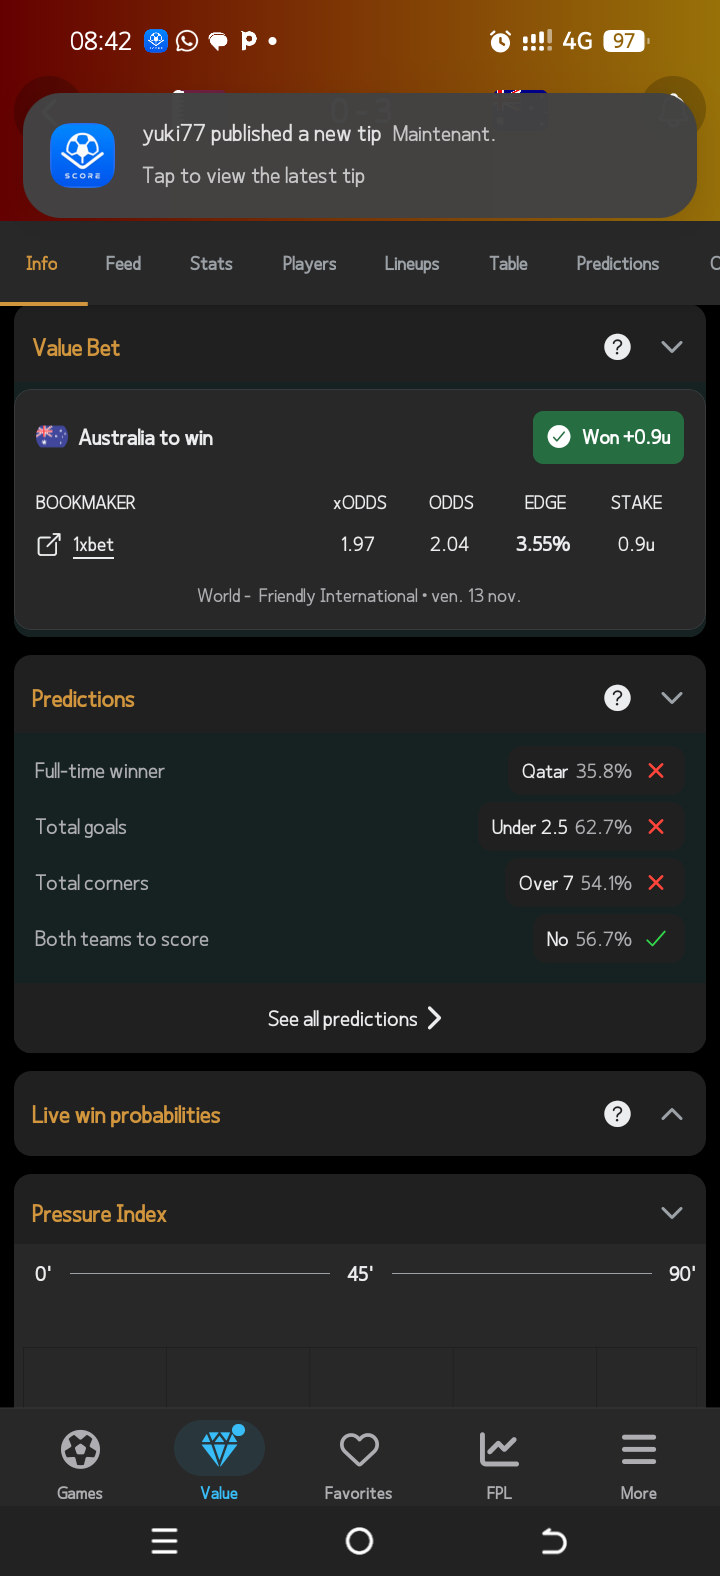 08:42 4G 97
0 - 3
yuki77 published a new tip Maintenant.
Tap to view the latest tip
SCORE
Info Feed Stats Players Lineups Table Predictions
Value Bet ?
Australia to win Won +0.9u
BOOKMAKER xODDS ODDS EDGE STAKE
1xbet 1.97 2.04 3.55% 0.9u
World - Friendly International • ven. 13 nov.
Predictions ?
Full-time winner Qatar 35.8%
Total goals Under 2.5 62.7%
Total corners Over 7 54.1%
Both teams to score No 56.7%
See all predictions
Live win probabilities ?
Pressure Index
0' 45' 90'
Games Value Favorites FPL More